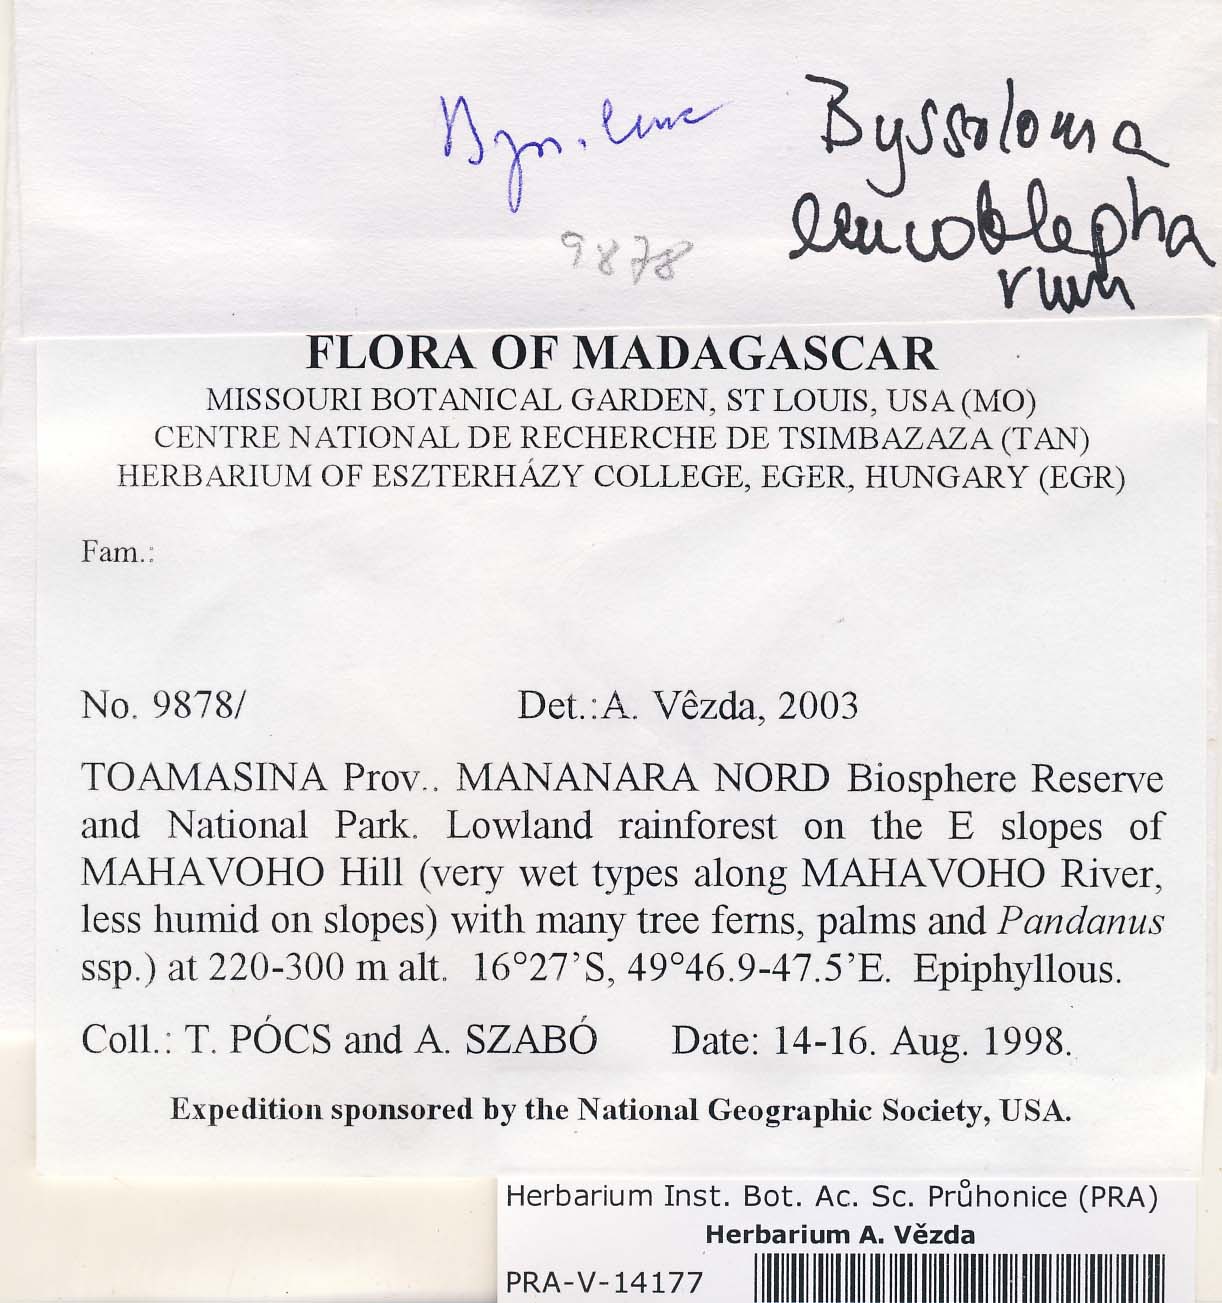 Byss. leuc
Byssoloma
leucoblepha
rum
9878
FLORA OF MADAGASCAR
MISSOURI BOTANICAL GARDEN, ST LOUIS, USA (MO)
CENTRE NATIONAL DE RECHERCHE DE TSIMBAZAZA (TAN)
HERBARIUM OF ESZTERHÁZY COLLEGE, EGER, HUNGARY (EGR)
Fam.:
No. 9878/ Det.:A. Vêzda, 2003
TOAMASINA Prov.. MANANARA NORD Biosphere Reserve
and National Park. Lowland rainforest on the E slopes of
MAHAVOHO Hill (very wet types along MAHAVOHO River,
less humid on slopes) with many tree ferns, palms and Pandanus
ssp.) at 220-300 m alt. 16°27’S, 49°46.9-47.5’E. Epiphyllous.
Coll.: T. PÓCS and A. SZABÓ Date: 14-16. Aug. 1998.
Expedition sponsored by the National Geographic Society, USA.
Herbarium Inst. Bot. Ac. Sc. Průhonice (PRA)
Herbarium A. Vězda
PRA-V-14177